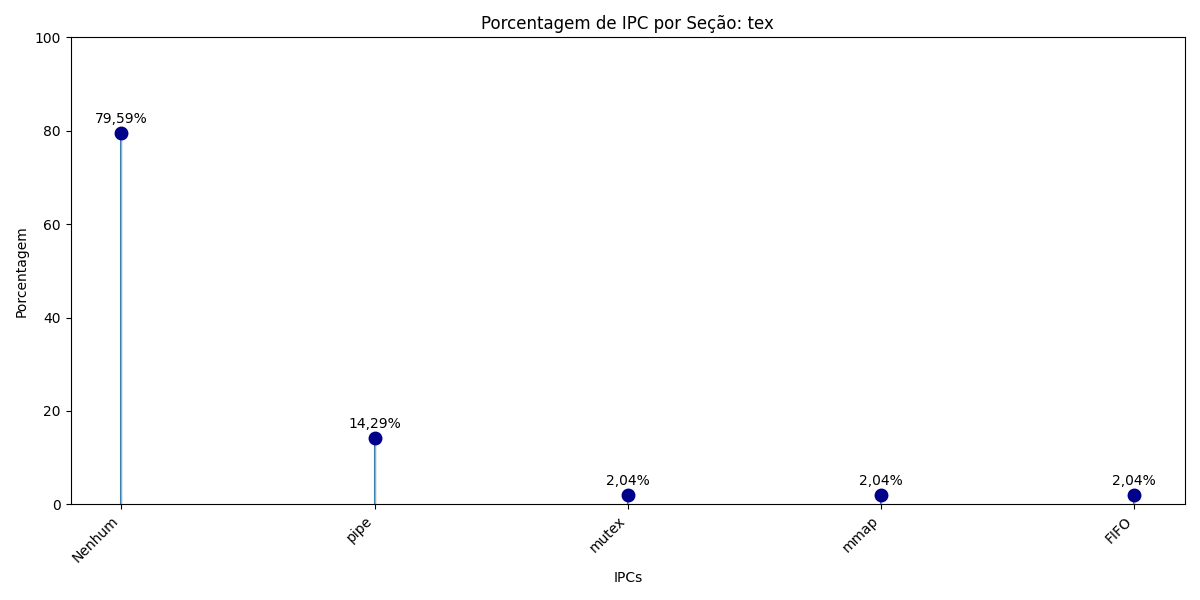 Porcentagem de IPC por Seção: tex
100
80
60
40
20
0
Porcentagem
79,59%
14,29%
2,04%
2,04%
2,04%
Nenhum
pipe
mutex
mmap
FIFO
IPCs